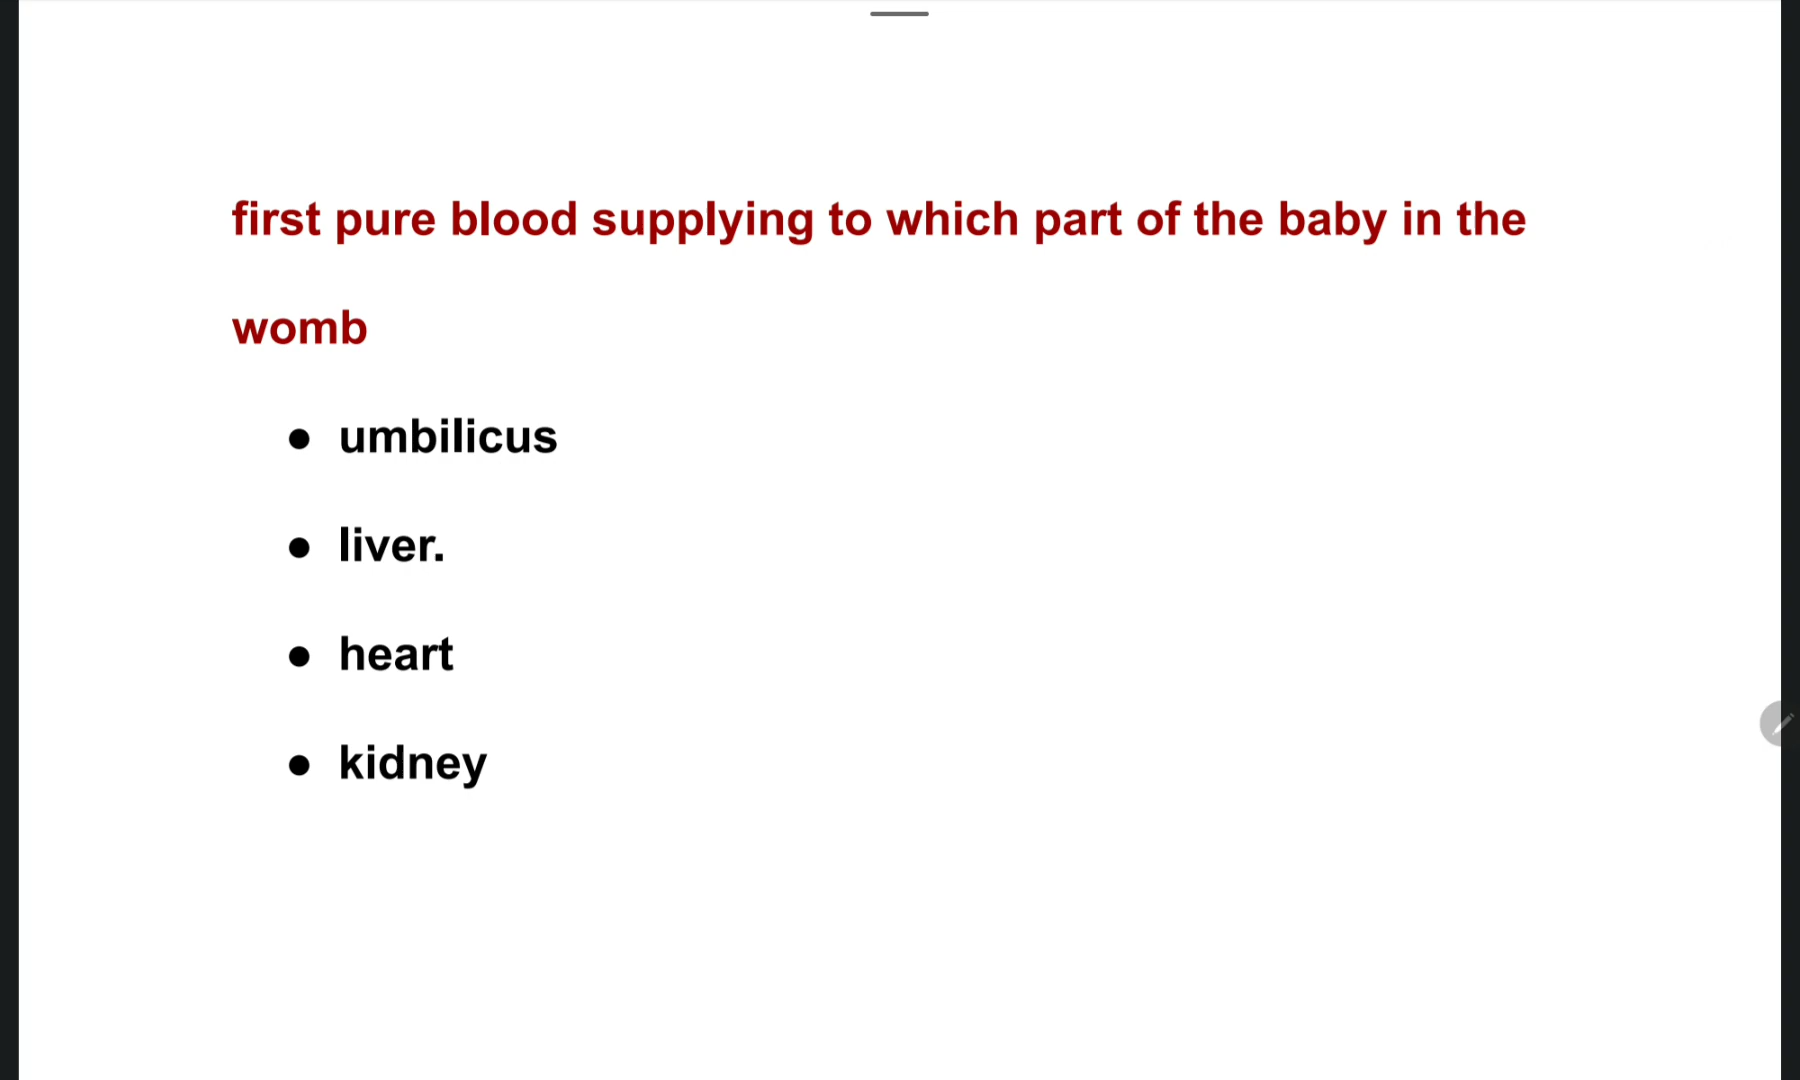 first pure blood supplying to which part of the baby in the
womb
● umbilicus
● liver.
● heart
● kidney